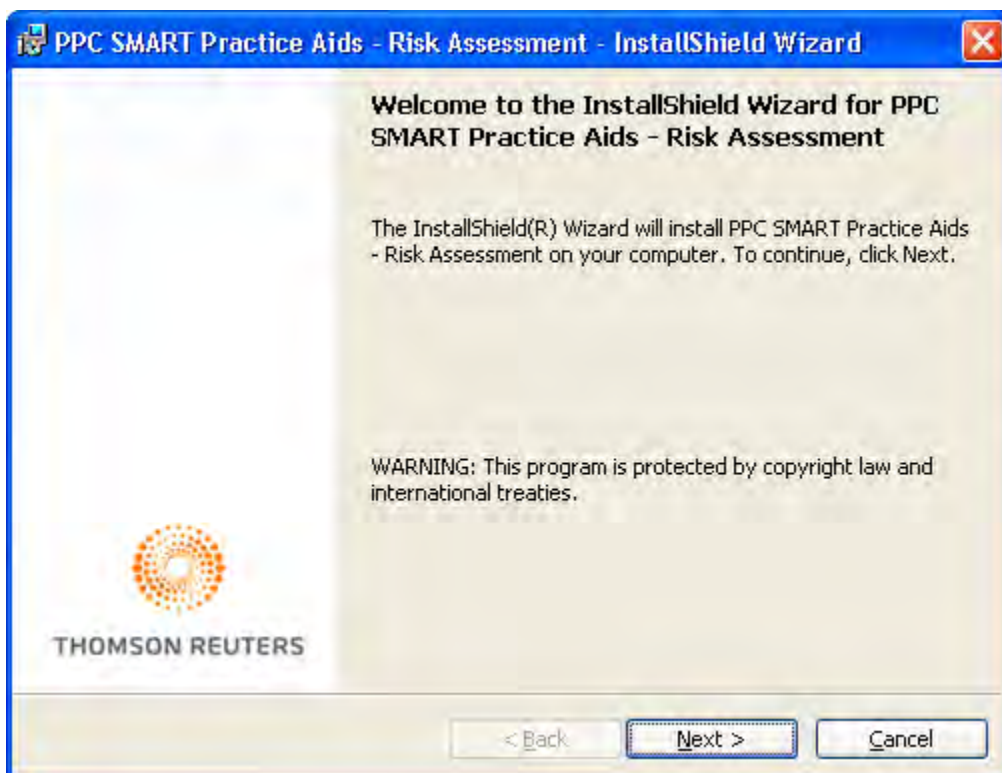 PPC SMART Practice Aids - Risk Assessment - InstallShield Wizard
Welcome to the InstallShield Wizard for PPC
SMART Practice Aids - Risk Assessment
The InstallShield(R) Wizard will install PPC SMART Practice Aids
- Risk Assessment on your computer. To continue, click Next.
WARNING: This program is protected by copyright law and
international treaties.
THOMSON REUTERS
< Back
Next >
Cancel